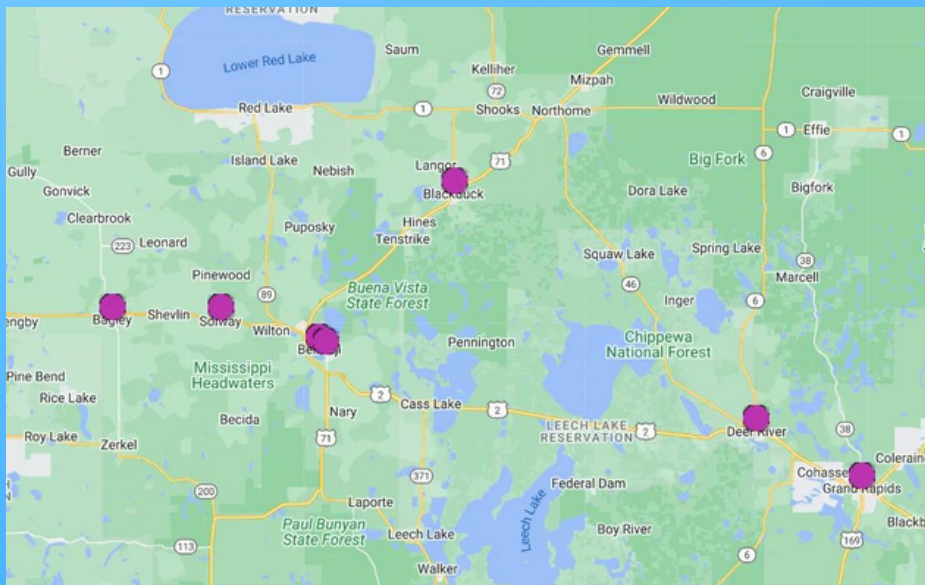 RESERVATION
Saum
Gemmell
Lower Red Lake
Kelliher
Mizpah
1
72
Craigville
Wildwood
Red Lake
1
Shooks
Northome
1
Effie
1
Berner
Island Lake
Langor
71
6
Big Fork
Gully
Nebish
Gonvick
Blackduck
Dora Lake
Bigfork
Clearbrook
Hines
Puposky
Tenstrike
223
Leonard
Squaw Lake
Spring Lake
38
Pinewood
Marcell
89
Buena Vista
State Forest
46
Inger
6
Bagley
Shevlin
Solway
engby
Wilton
Chippewa
National Forest
Pennington
Mississippi
Headwaters
Pine Bend
2
Rice Lake
Cass Lake
2
Becida
Nary
LEECH LAKE
RESERVATION
2
Deer River
38
Roy Lake
Zerkel
71
Coleraine
Cohasse
371
Federal Dam
Grand Rapids
200
Laporte
Leech Lake
Paul Bunyan
State Forest
Boy River
Blackb
Leech Lake
113
169
6
Walker